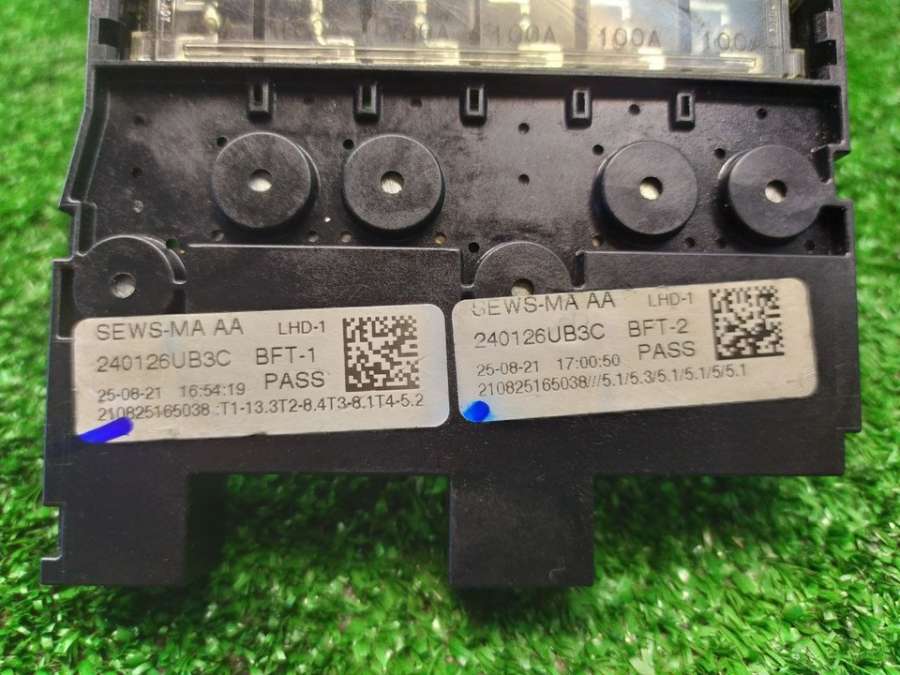 100A
100A
100A
SEWS-MA AA LHD-1
240126UB3C BFT-1
25-08-21 16:54:19 PASS
210825165038 :T1-13.3T2-8.4T3-8.1T4-5.2
SEWS-MA AA LHD-1
240126UB3C BFT-2
25-08-21 17:00:50 PASS
210825165038///5.1/5.3/5.1/5.1/5/5.1